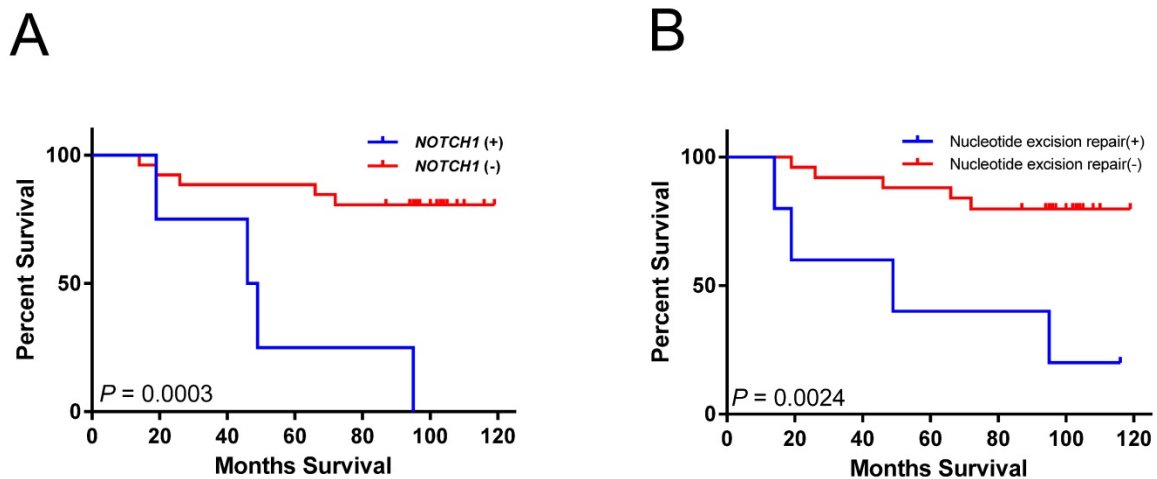 A
NOTCH1 (+)
NOTCH1 (-)
100
50
0
Percent Survival
P = 0.0003
0 20 40 60 80 100 120
Months Survival
B
Nucleotide excision repair(+)
Nucleotide excision repair(-)
100
50
0
Percent Survival
P = 0.0024
0 20 40 60 80 100 120
Months Survival